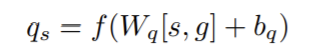 q_s = f(W_q[s, g] + b_q)